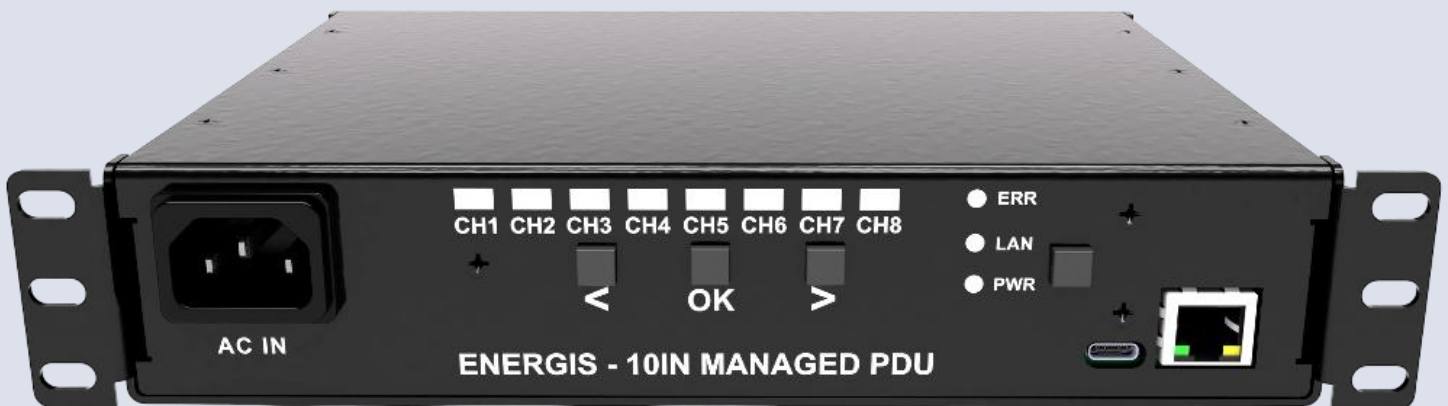 CH1 CH2 CH3 CH4 CH5 CH6 CH7 CH8
ERR
LAN
PWR
< OK >
AC IN
ENERGIS - 10IN MANAGED PDU